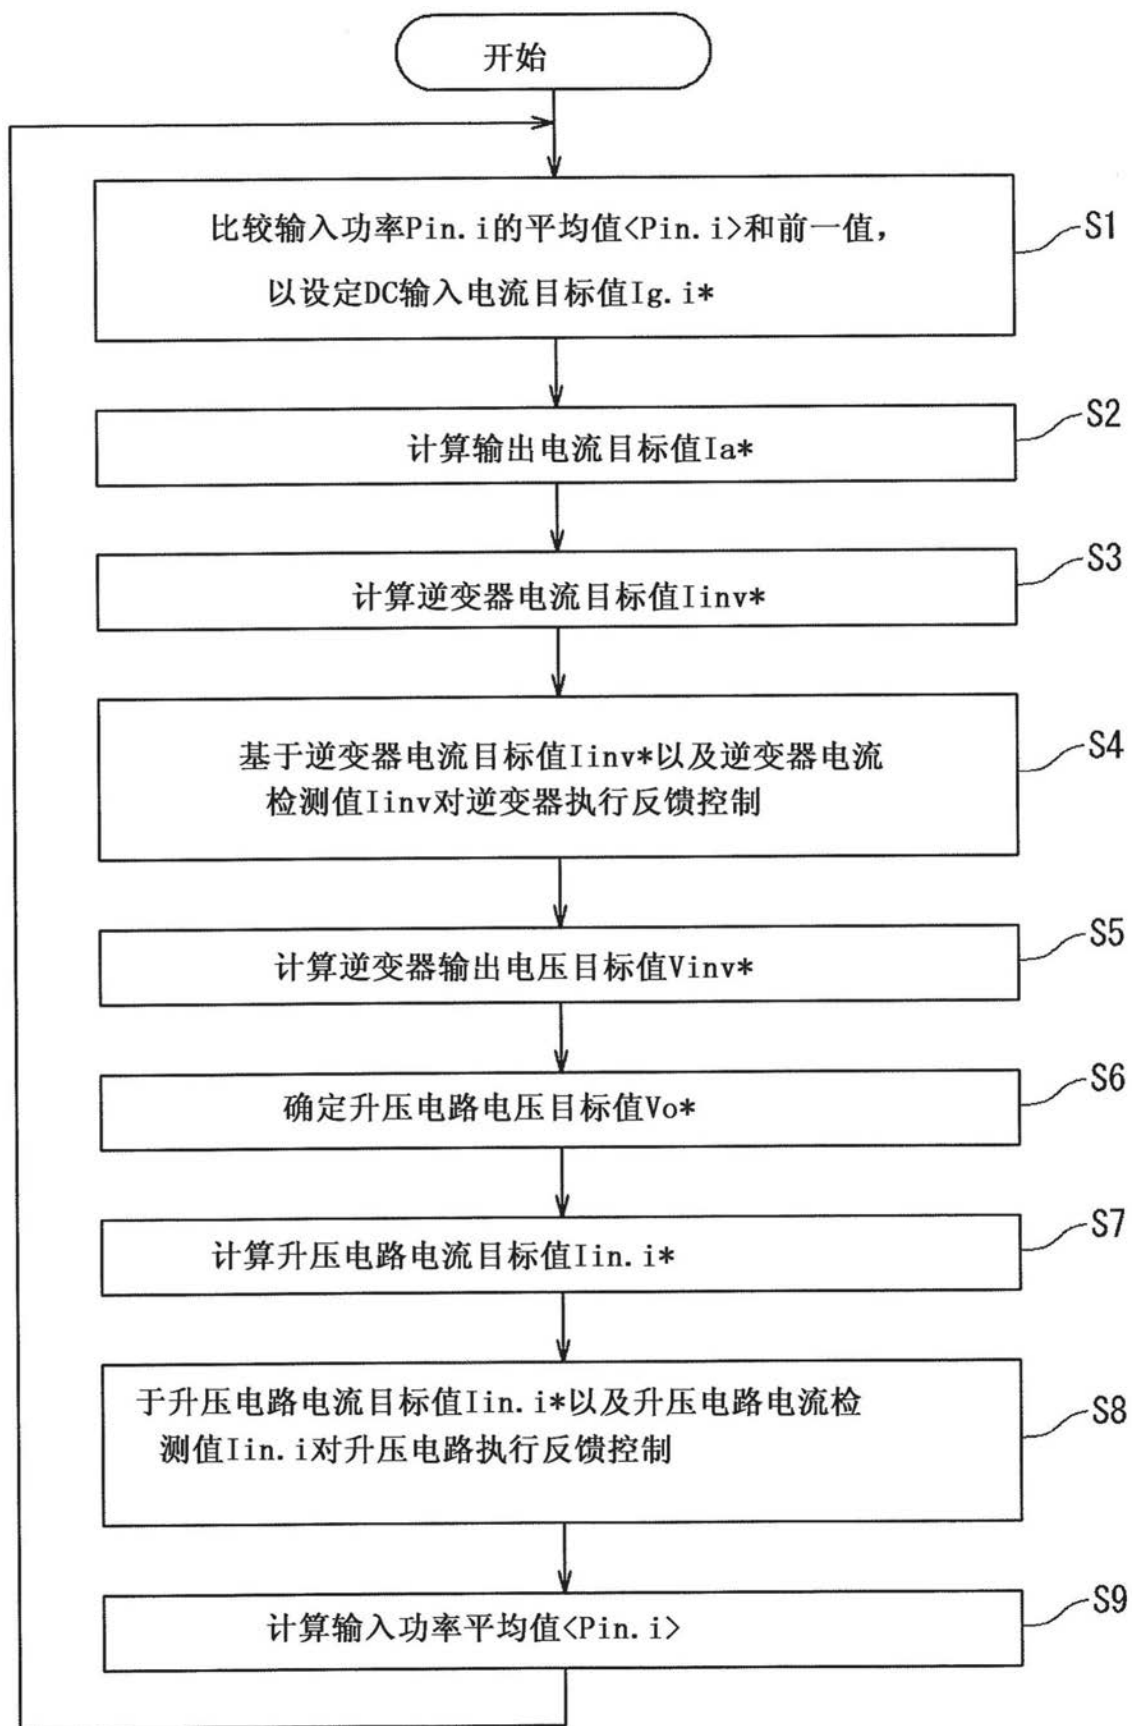 开始
比较输入功率Pin.i的平均值<Pin.i>和前一值,
以设定DC输入电流目标值Ig.i*
S1
计算输出电流目标值Ia*
S2
计算逆变器电流目标值Iinv*
S3
基于逆变器电流目标值Iinv*以及逆变器电流
检测值Iinv对逆变器执行反馈控制
S4
计算逆变器输出电压目标值Vinv*
S5
确定升压电路电压目标值Vo*
S6
计算升压电路电流目标值Iin.i*
S7
于升压电路电流目标值Iin.i*以及升压电路电流检
测值Iin.i对升压电路执行反馈控制
S8
计算输入功率平均值<Pin.i>
S9